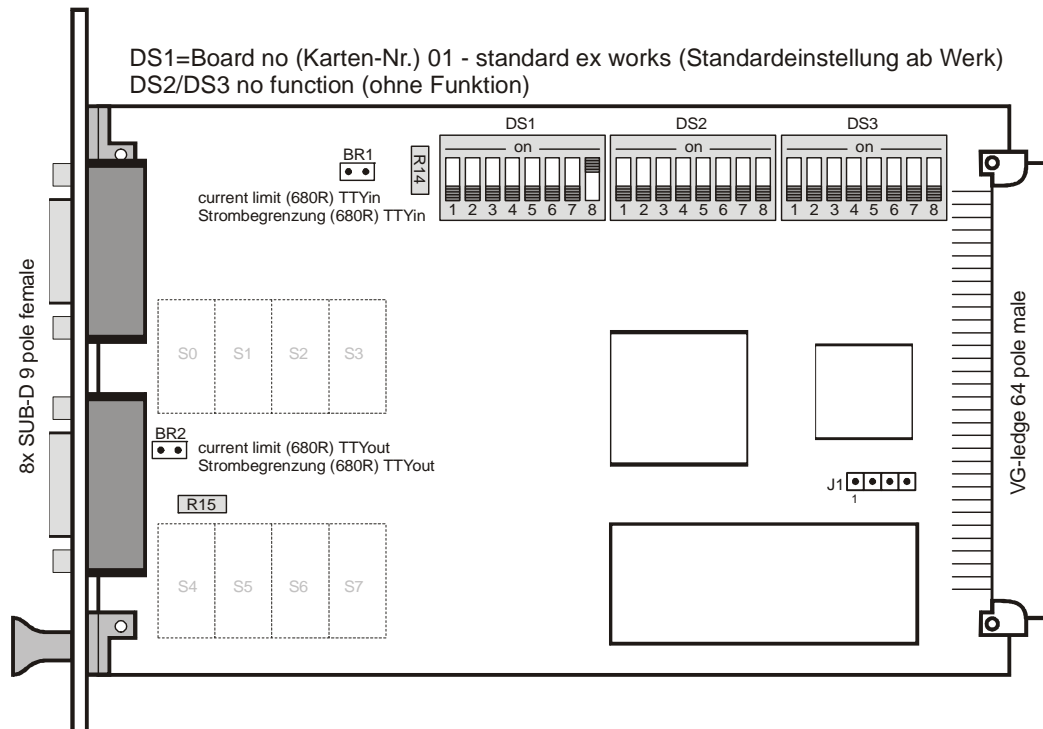 DS1=Board no (Karten-Nr.) 01 - standard ex works (Standardeinstellung ab Werk)
DS2/DS3 no function (ohne Funktion)
DS1 DS2 DS3
on on on
1 2 3 4 5 6 7 8 1 2 3 4 5 6 7 8 1 2 3 4 5 6 7 8
BR1
R14
current limit (680R) TTYin
Strombegrenzung (680R) TTYin
8x SUB-D 9 pole female
S0 S1 S2 S3
BR2
current limit (680R) TTYout
Strombegrenzung (680R) TTYout
R15
S4 S5 S6 S7
J1
1
VG-ledge 64 pole male